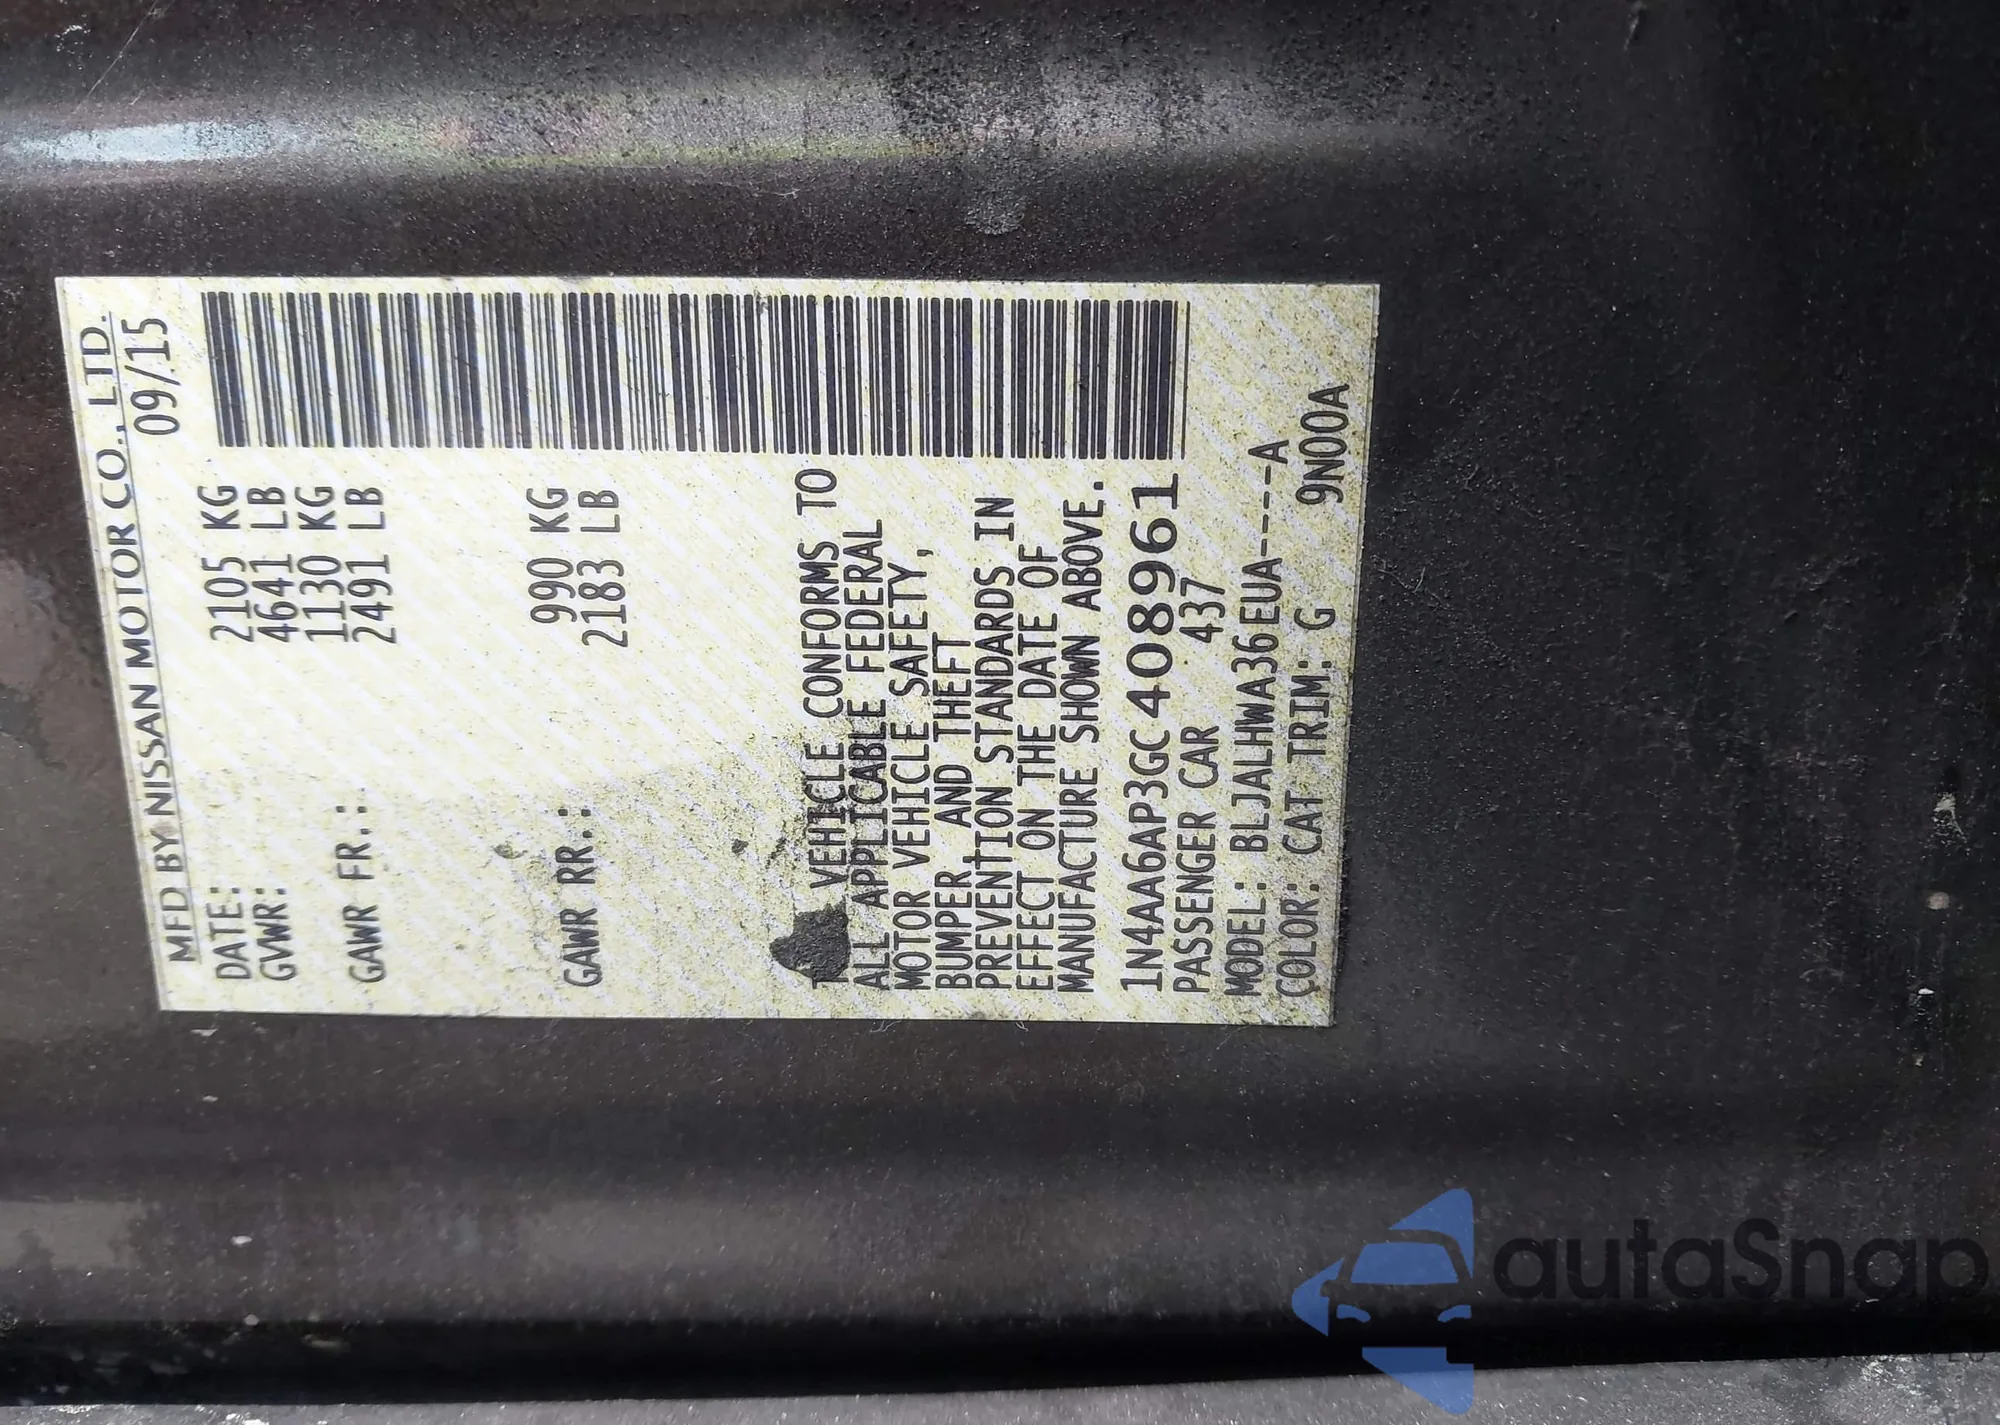 MFD BY NISSAN MOTOR CO., LTD.
DATE: 09/15
GVWR: 2105 KG
4641 LB
GAWR FR.: 1130 KG
2491 LB
GAWR RR.: 990 KG
2183 LB
VEHICLE CONFORMS TO
ALL APPLICABLE FEDERAL
MOTOR VEHICLE SAFETY,
BUMPER AND THEFT
PREVENTION STANDARDS IN
EFFECT ON THE DATE OF
MANUFACTURE SHOWN ABOVE.
1N4AA6AP3GC408961
PASSENGER CAR 437
MODEL: BLJALHWA36EUA----A
COLOR: CAT TRIM: G 9N00A
autaSnap